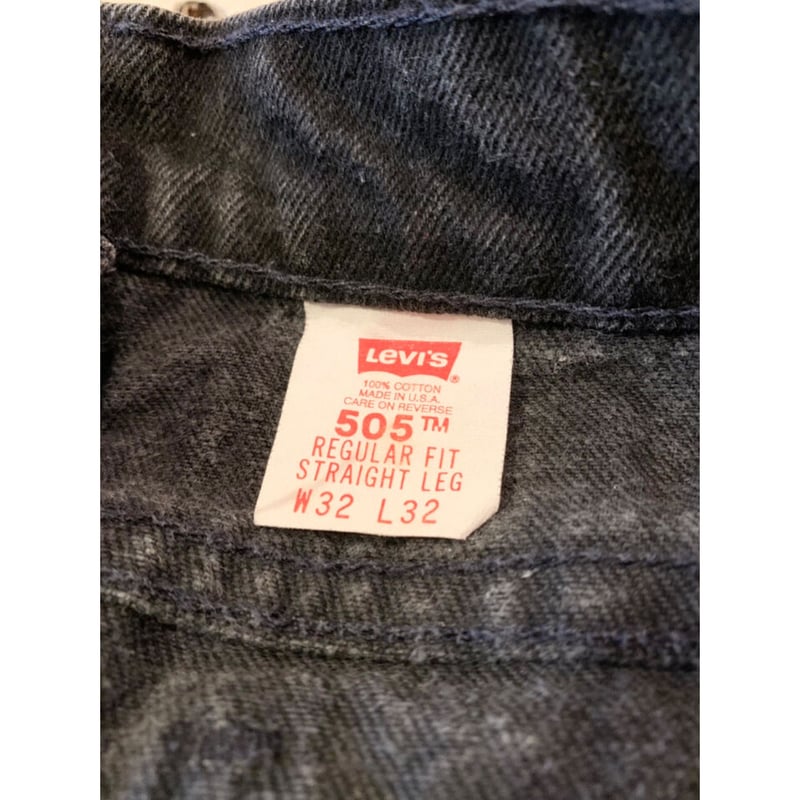 LEVI'S ®
100% COTTON
MADE IN U.S.A.
CARE ON REVERSE
505™
REGULAR FIT
STRAIGHT LEG
W32 L32